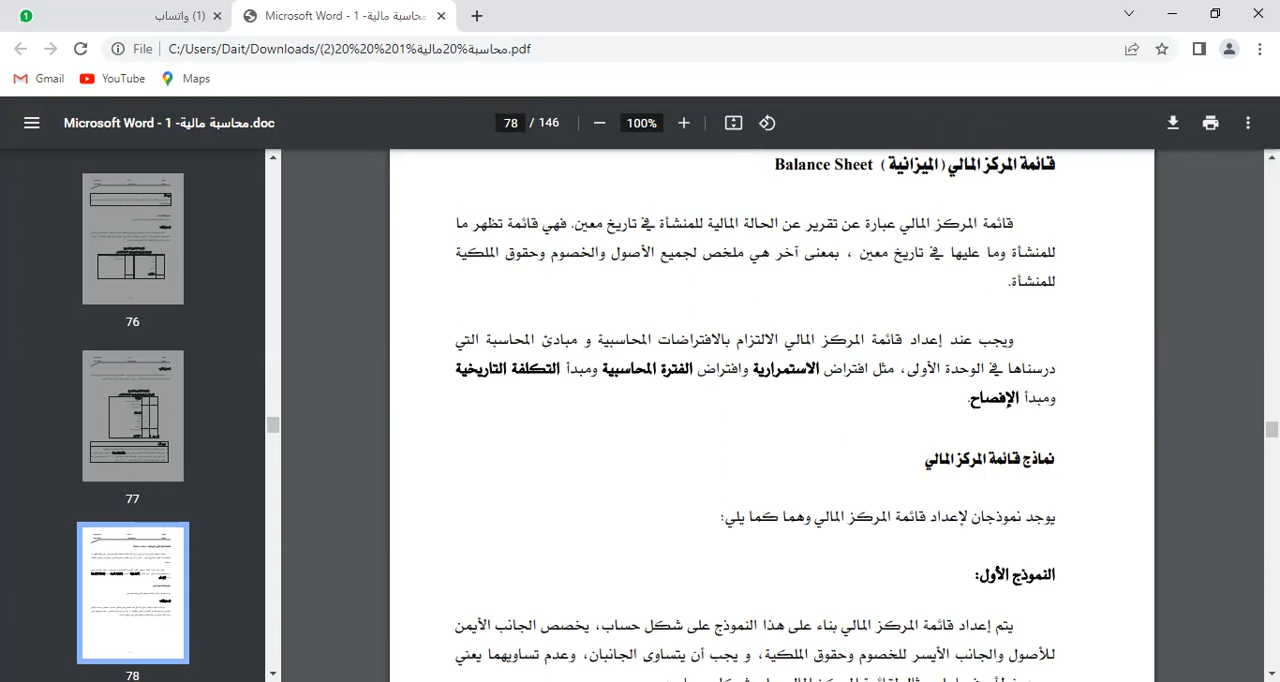 (1) واتساب
Microsoft Word - 1 -محاسبة مالية
File
C:/Users/Dait/Downloads/(2)20%20%201%محاسبة%20مالية.pdf
Gmail
YouTube
Maps
Microsoft Word - 1 -محاسبة مالية.doc
78 / 146
100%
قائمة المركز المالي ( الميزانية ) Balance Sheet
قائمة المركز المالي عبارة عن تقرير عن الحالة المالية للمنشأة في تاريخ معين. فهي قائمة تظهر ما
للمنشأة وما عليها في تاريخ معين ، بمعنى آخر هي ملخص لجميع الأصول والخصوم وحقوق الملكية
للمنشأة.
ويجب عند إعداد قائمة المركز المالي الالتزام بالافتراضات المحاسبية و مبادئ المحاسبة التي
درسناها في الوحدة الأولى، مثل افتراض الاستمرارية وافتراض الفترة المحاسبية ومبدأ التكلفة التاريخية
ومبدأ الإفصاح.
نماذج قائمة المركز المالي
يوجد نموذجان لإعداد قائمة المركز المالي وهما كما يلي:
النموذج الأول:
يتم إعداد قائمة المركز المالي بناء على هذا النموذج على شكل حساب، يخصص الجانب الأيمن
للأصول والجانب الأيسر للخصوم وحقوق الملكية، و يجب أن يتساوى الجانبان، وعدم تساويهما يعني
76
77
78